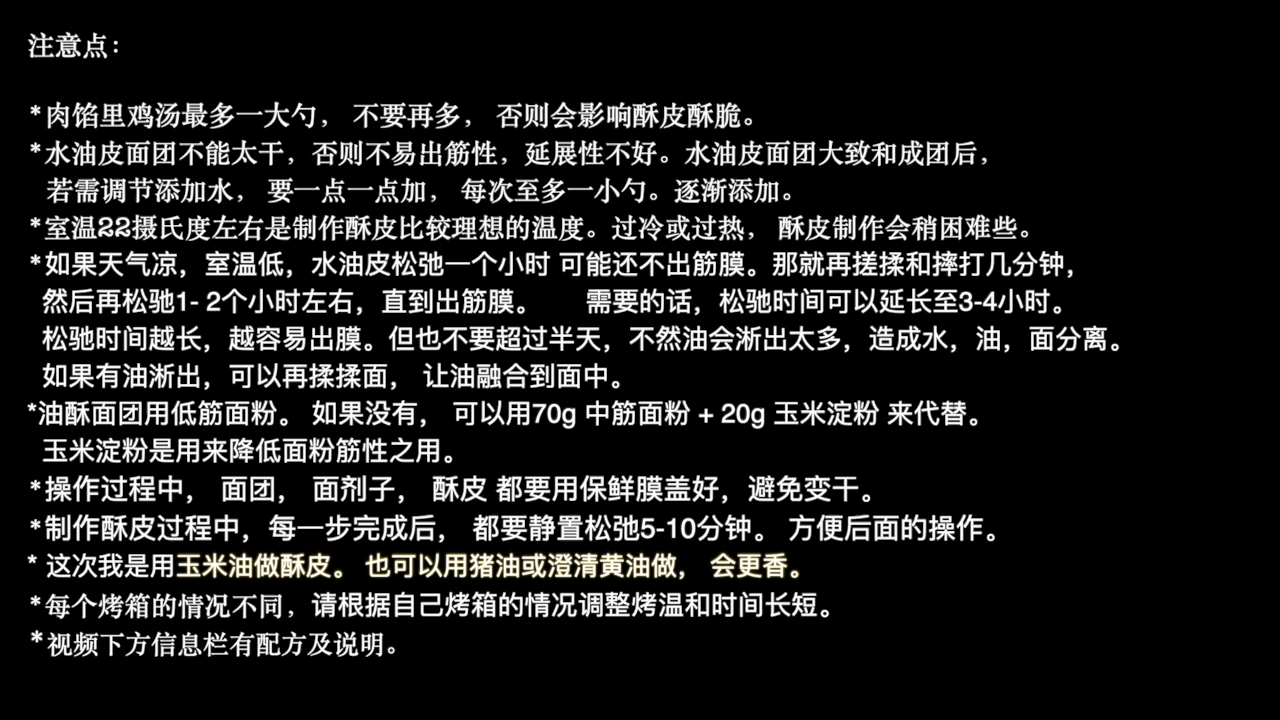 注意点：
*肉馅里鸡汤最多一大勺， 不要再多， 否则会影响酥皮酥脆。
*水油皮面团不能太干，否则不易出筋性，延展性不好。水油皮面团大致和成团后，
若需调节添加水， 要一点一点加， 每次至多一小勺。逐渐添加。
*室温22摄氏度左右是制作酥皮比较理想的温度。过冷或过热， 酥皮制作会稍困难些。
*如果天气凉，室温低，水油皮松弛一个小时 可能还不出筋膜。那就再搓揉和摔打几分钟，
然后再松驰1- 2个小时左右，直到出筋膜。 需要的话，松驰时间可以延长至3-4小时。
松驰时间越长，越容易出膜。但也不要超过半天，不然油会渐出太多，造成水，油，面分离。
如果有油渐出，可以再揉揉面， 让油融合到面中。
*油酥面团用低筋面粉。 如果没有， 可以用70g 中筋面粉 + 20g 玉米淀粉 来代替。
玉米淀粉是用来降低面粉筋性之用。
*操作过程中， 面团， 面剂子， 酥皮 都要用保鲜膜盖好，避免变干。
*制作酥皮过程中，每一步完成后， 都要静置松弛5-10分钟。 方便后面的操作。
* 这次我是用玉米油做酥皮。 也可以用猪油或澄清黄油做， 会更香。
*每个烤箱的情况不同，请根据自己烤箱的情况调整烤温和时间长短。
*视频下方信息栏有配方及说明。